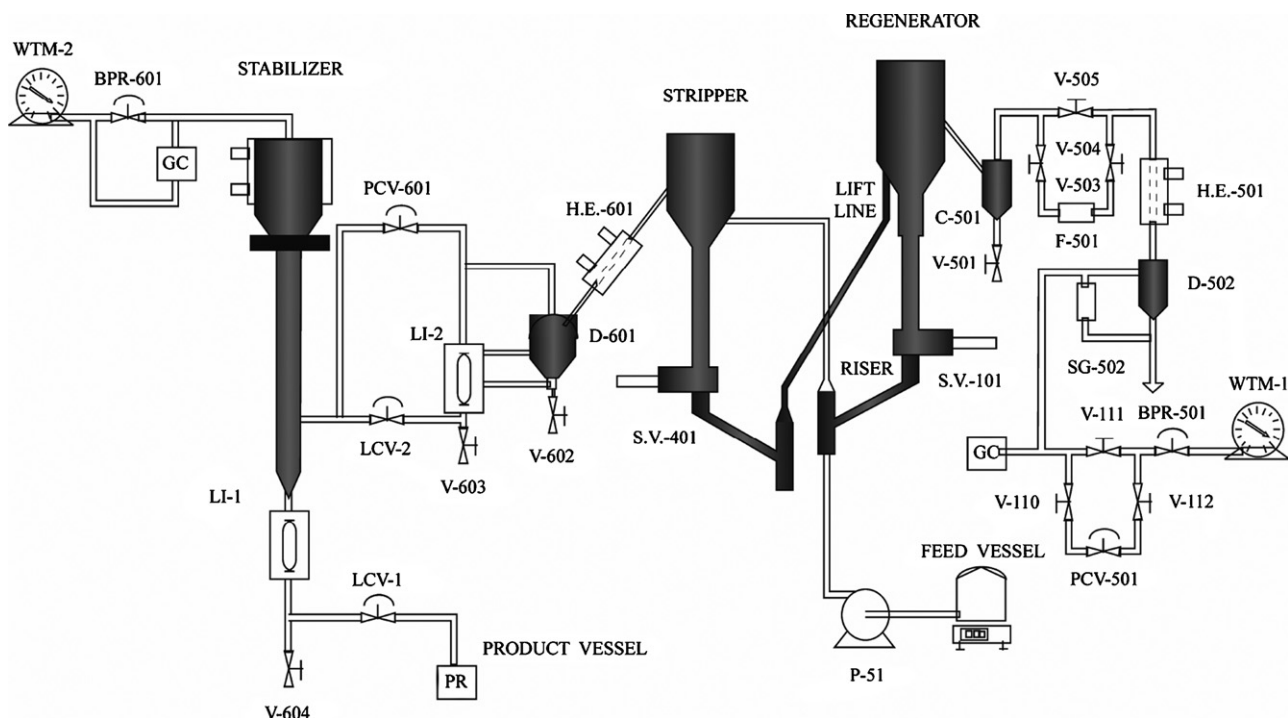 REGENERATOR
WTM-2
BPR-601
STABILIZER
STRIPPER
V-505
GC
V-504
PCV-601
LIFT
LINE
V-503
H.E.-501
H.E.-601
C-501
F-501
V-501
D-502
LI-2
D-601
RISER
SG-502
S.V.-101
WTM-1
S.V.-401
V-111
BPR-501
LCV-2
V-602
GC
V-603
LI-1
V-110
V-112
FEED VESSEL
PCV-501
LCV-1
PRODUCT VESSEL
PR
P-51
V-604